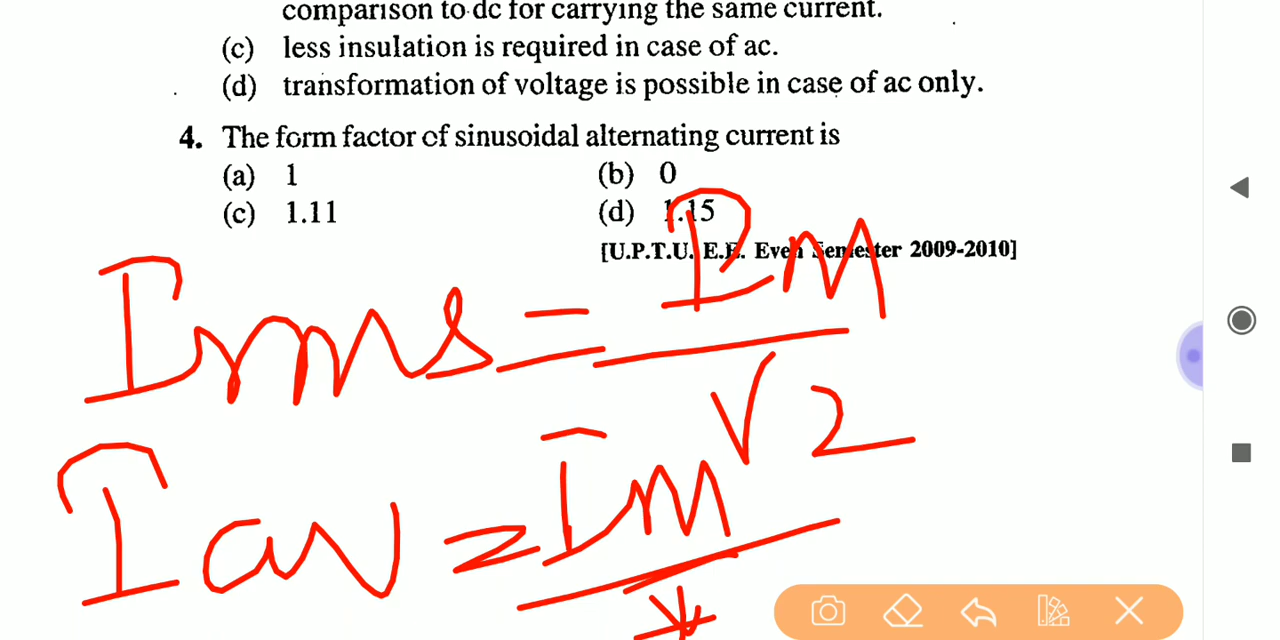 comparison to dc for carrying the same current.
(c) less insulation is required in case of ac.
(d) transformation of voltage is possible in case of ac only.
4. The form factor of sinusoidal alternating current is
(a) 1 (b) 0
(c) 1.11 (d) 1.15
[U.P.T.U. E.E. Even Semester 2009-2010]
Irms = Im
√2
Iav = Im